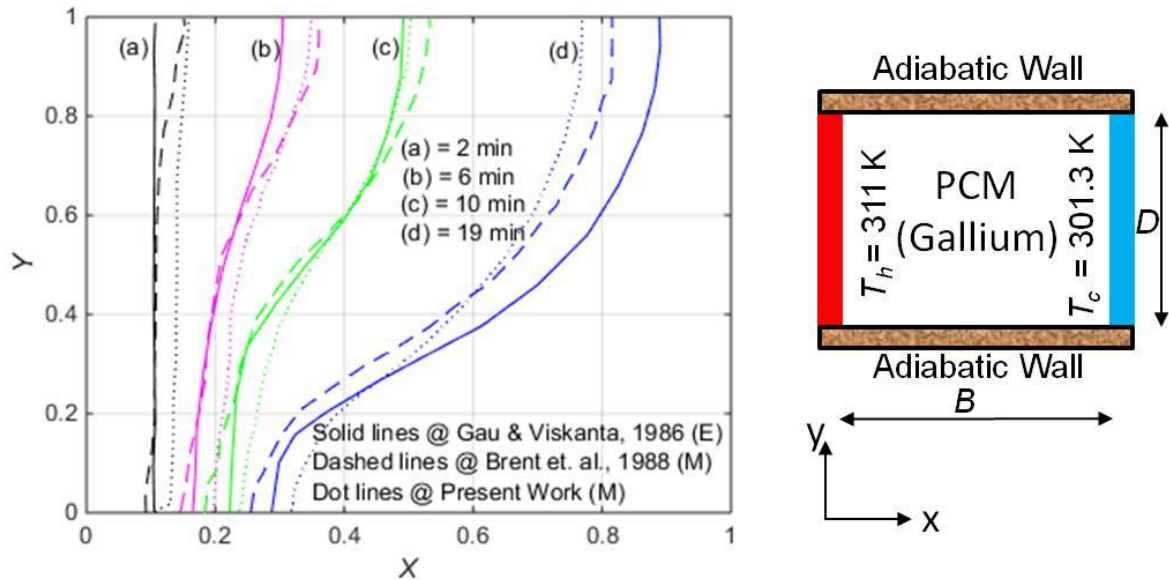 1
0.8
0.6
0.4
0.2
0
0 0.2 0.4 0.6 0.8 1
Y
X
(a) (b) (c) (d)
(a) = 2 min
(b) = 6 min
(c) = 10 min
(d) = 19 min
Solid lines @ Gau & Viskanta, 1986 (E)
Dashed lines @ Brent et. al., 1988 (M)
Dot lines @ Present Work (M)
Adiabatic Wall
T_h = 311 K
PCM
(Gallium)
T_c = 301.3 K
D
Adiabatic Wall
B
y
x